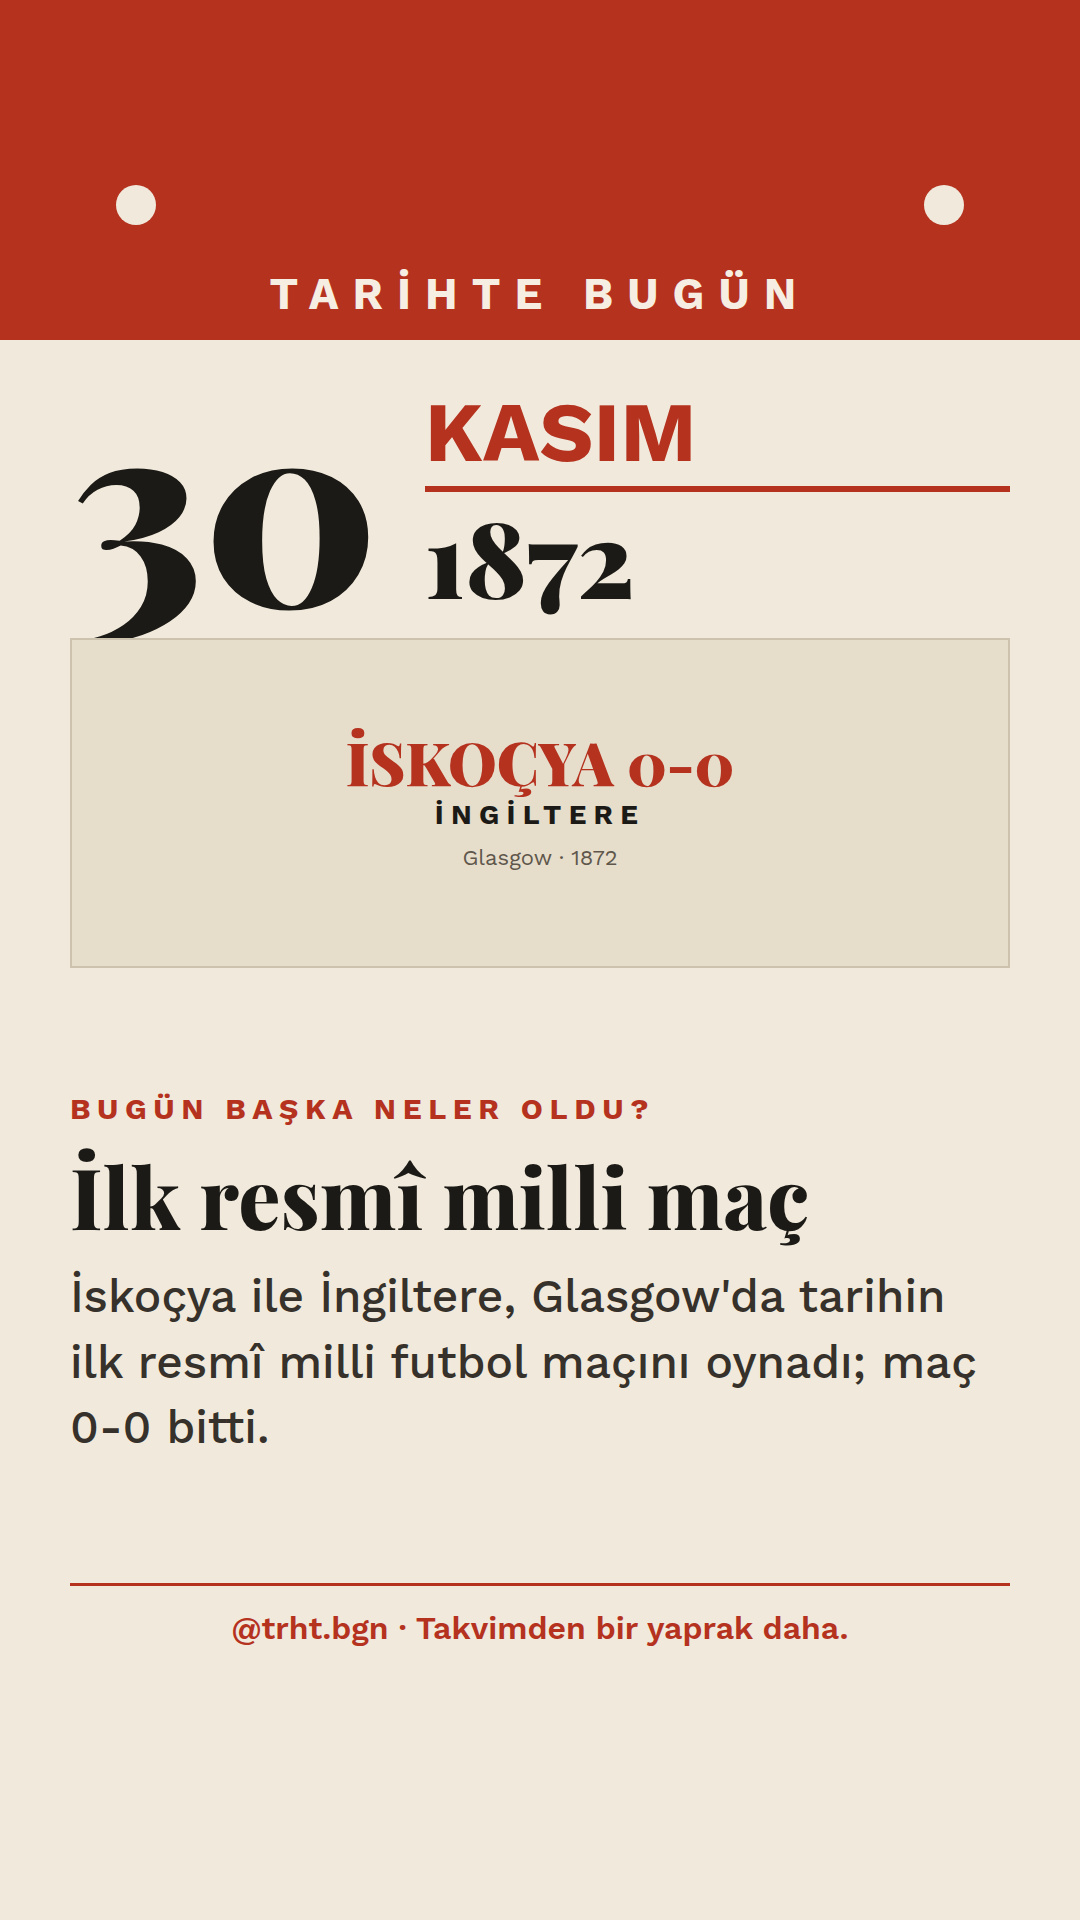 TARİHTE BUGÜN
30
KASIM
1872
İSKOÇYA 0-0
İNGİLTERE
Glasgow · 1872
BUGÜN BAŞKA NELER OLDU?
İlk resmî milli maç
İskoçya ile İngiltere, Glasgow'da tarihin
ilk resmî milli futbol maçını oynadı; maç
0-0 bitti.
@trht.bgn · Takvimden bir yaprak daha.